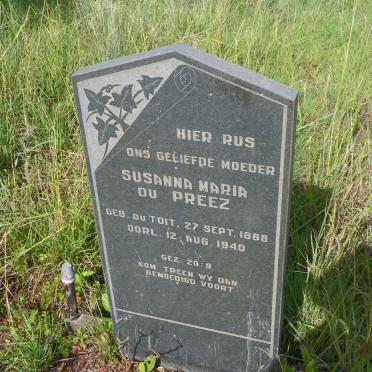 HIER RUS
ONS GELIEFDE MOEDER
SUSANNA MARIA
DU PREEZ
GEB. DU TOIT, 27 SEPT. 1868
OORL. 12 AUG. 1940
GEZ. 20-9
KOM TREEN WY DAN
GEMOEDIGD VOORT